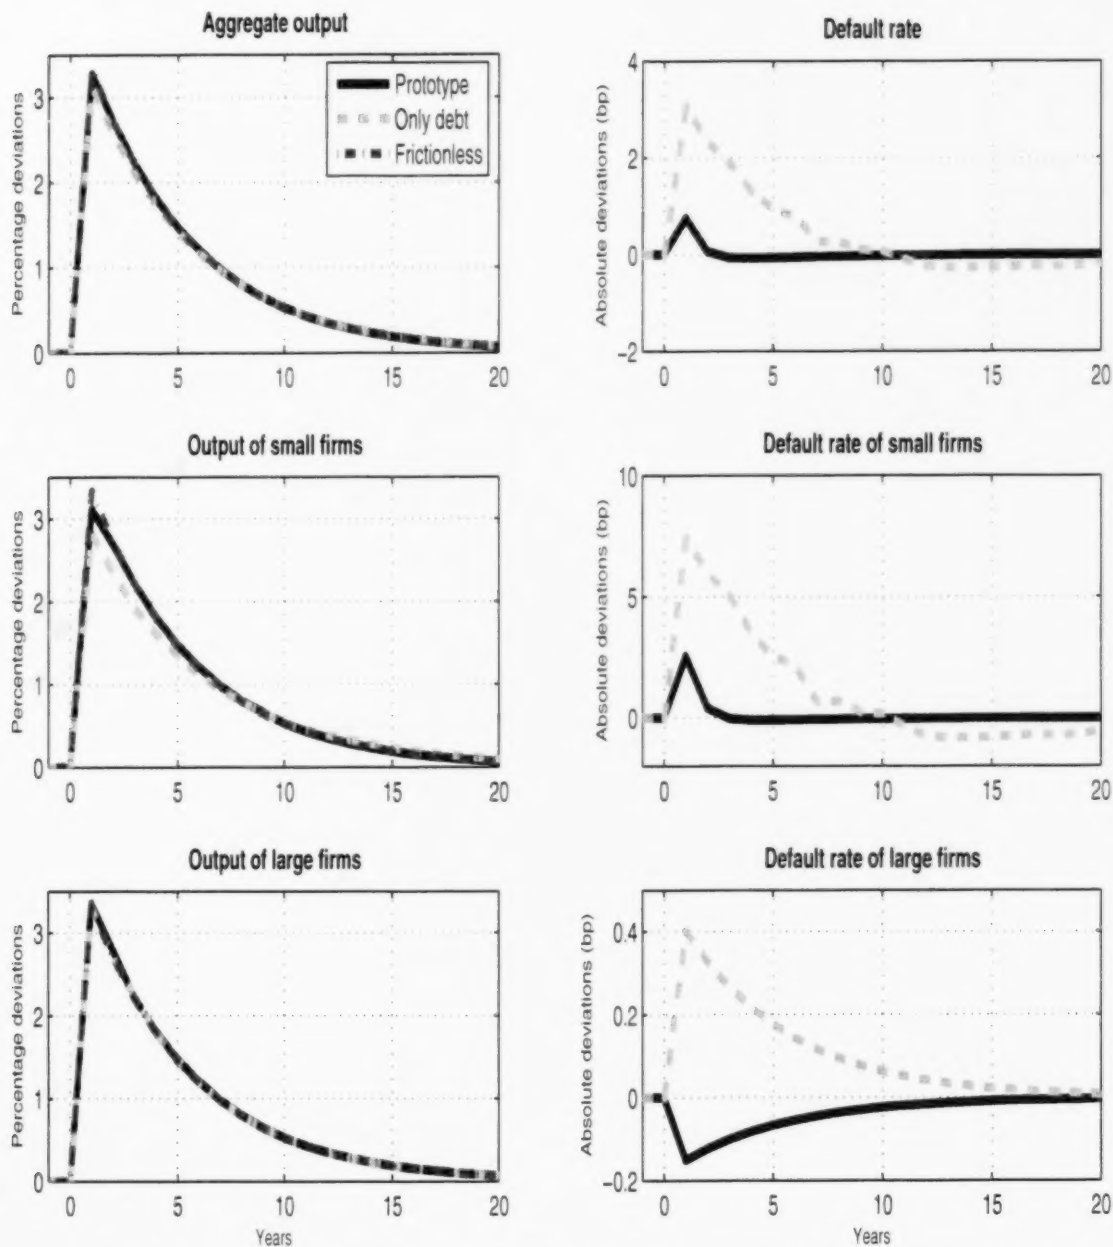 Aggregate output
Percentage deviations
3
2
1
0
0 5 10 15 20
Prototype
Only debt
Frictionless
Default rate
Absolute deviations (bp)
4
2
0
−2
0 5 10 15 20
Output of small firms
Percentage deviations
3
2
1
0
0 5 10 15 20
Default rate of small firms
Absolute deviations (bp)
10
5
0
0 5 10 15 20
Output of large firms
Percentage deviations
3
2
1
0
0 5 10 15 20
Years
Default rate of large firms
Absolute deviations (bp)
0.4
0.2
0
−0.2
0 5 10 15 20
Years